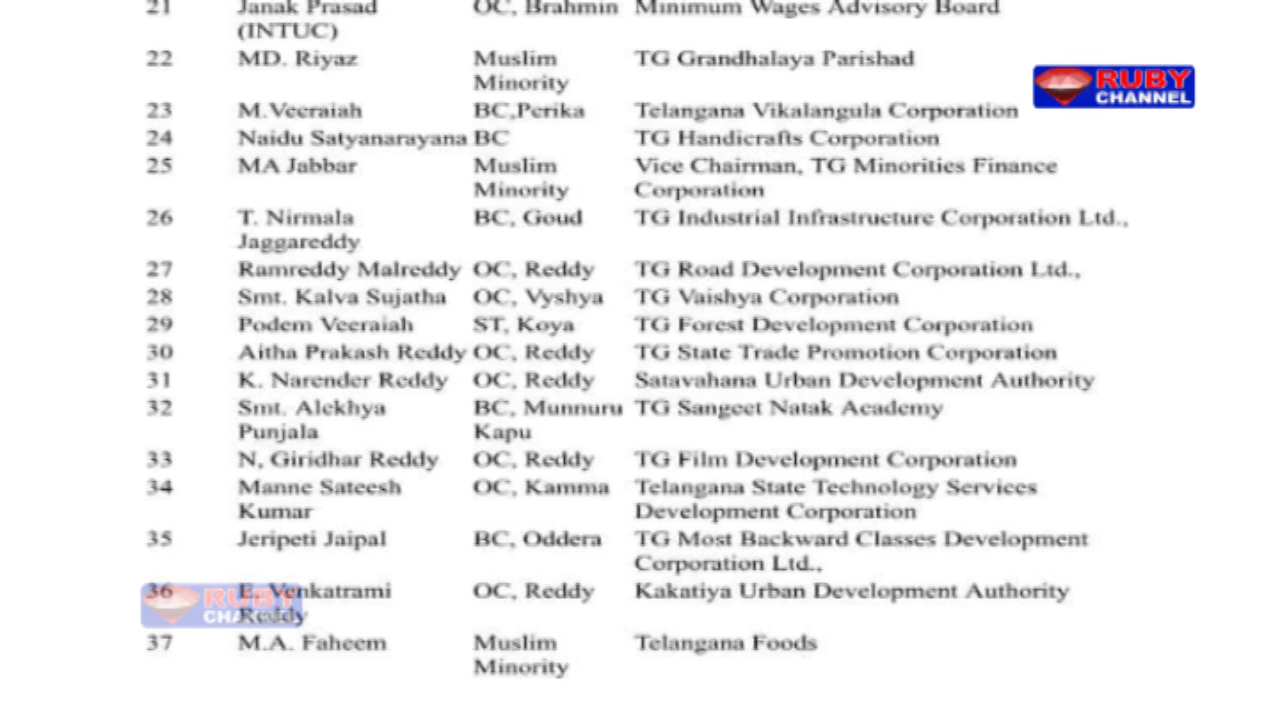 21 Janak Prasad OC, Brahmin Minimum Wages Advisory Board
(INTUC)
22 MD. Riyaz Muslim TG Grandhalaya Parishad
Minority
RUBY
CHANNEL
23 M.Veeraiah BC,Perika Telangana Vikalangula Corporation
24 Naidu Satyanarayana BC TG Handicrafts Corporation
25 MA Jabbar Muslim Vice Chairman, TG Minorities Finance
Minority Corporation
26 T. Nirmala BC, Goud TG Industrial Infrastructure Corporation Ltd.,
Jaggareddy
27 Ramreddy Malreddy OC, Reddy TG Road Development Corporation Ltd.,
28 Smt. Kalva Sujatha OC, Vyshya TG Vaishya Corporation
29 Podem Veeraiah ST, Koya TG Forest Development Corporation
30 Aitha Prakash Reddy OC, Reddy TG State Trade Promotion Corporation
31 K. Narender Reddy OC, Reddy Satavahana Urban Development Authority
32 Smt. Alekhya BC, Munnuru TG Sangeet Natak Academy
Punjala Kapu
33 N, Giridhar Reddy OC, Reddy TG Film Development Corporation
34 Manne Sateesh OC, Kamma Telangana State Technology Services
Kumar Development Corporation
35 Jeripeti Jaipal BC, Oddera TG Most Backward Classes Development
Corporation Ltd.,
36 E. Venkatrami OC, Reddy Kakatiya Urban Development Authority
Reddy
RUBY
CHANNEL
37 M.A. Faheem Muslim Telangana Foods
Minority